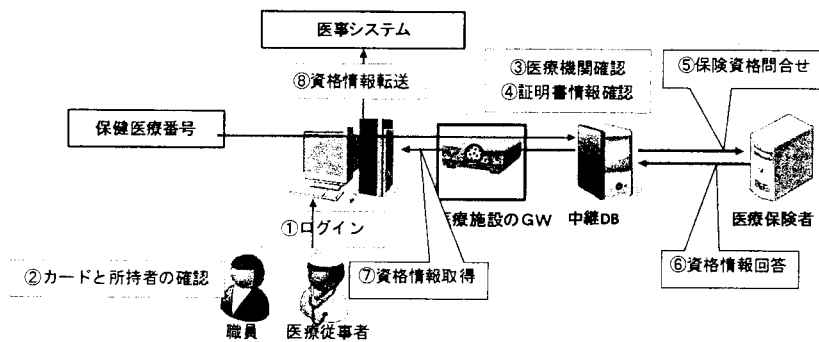 医事システム
⑧資格情報転送
③医療機関確認
④証明書情報確認
⑤保険資格問合せ
保健医療番号
医療施設のGW
中継DB
医療保険者
①ログイン
②カードと所持者の確認
⑦資格情報取得
⑥資格情報回答
職員
医療従事者